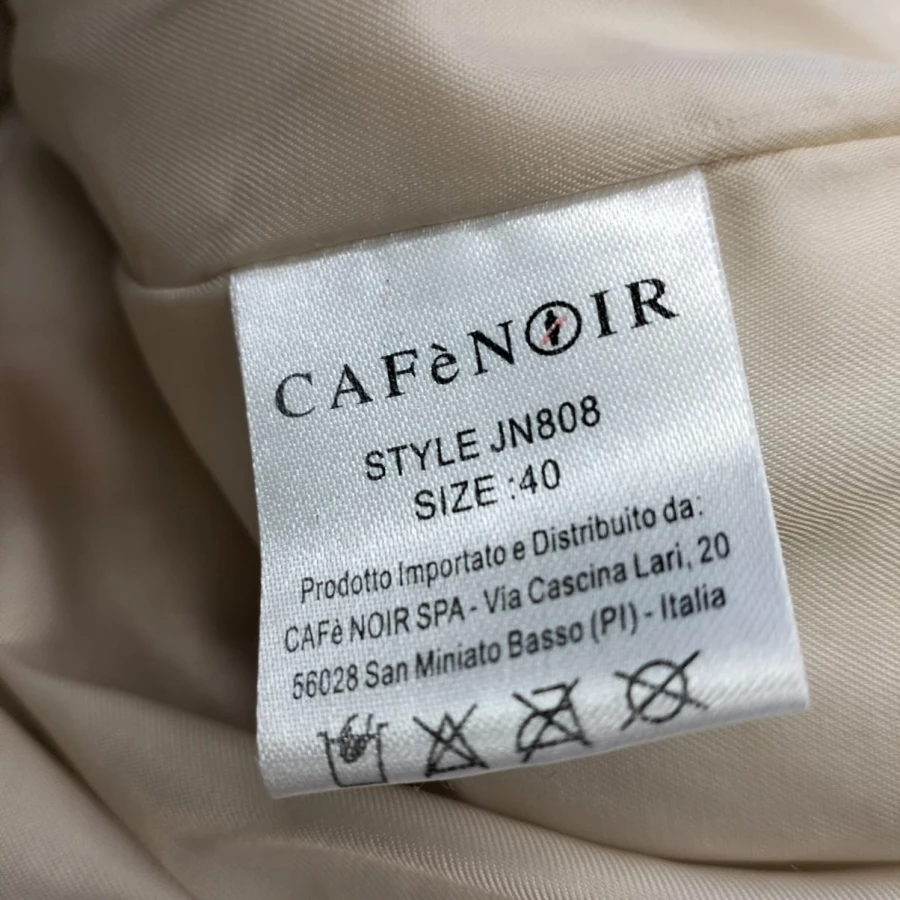 CAFèNOIR
STYLE JN808
SIZE :40
Prodotto Importato e Distribuito da:
CAFè NOIR SPA - Via Cascina Lari, 20
56028 San Miniato Basso (PI) - Italia